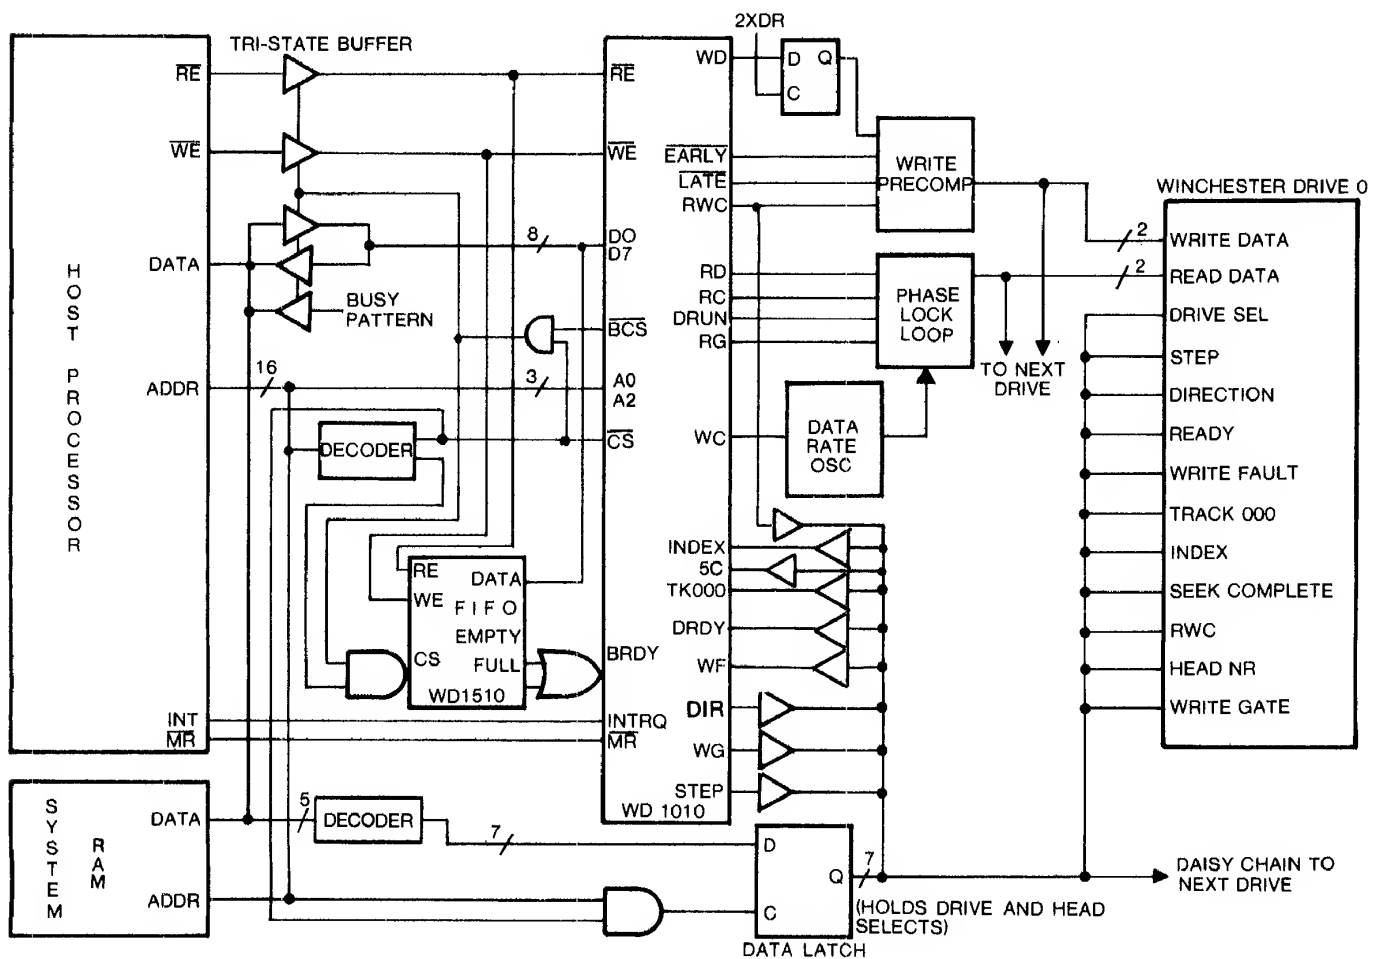 2XDR
TRI-STATE BUFFER
RE
WE
DATA
ADDR
INT
MR
HOST PROCESSOR
BUSY
PATTERN
16
8
3
DECODER
RE
WE
CS
DATA
FIFO
EMPTY
FULL
WD1510
RE
WE
DO
D7
BCS
A0
A2
CS
BRDY
INTRQ
MR
WD 1010
WD
EARLY
LATE
RWC
RD
RC
DRUN
RG
WC
INDEX
5C
TK000
DRDY
WF
DIR
WG
STEP
D
Q
C
WRITE
PRECOMP
PHASE
LOCK
LOOP
DATA
RATE
OSC
TO NEXT
DRIVE
WINCHESTER DRIVE 0
2
WRITE DATA
2
READ DATA
DRIVE SEL
STEP
DIRECTION
READY
WRITE FAULT
TRACK 000
INDEX
SEEK COMPLETE
RWC
HEAD NR
WRITE GATE
SYSTEM
RAM
DATA
ADDR
5
DECODER
7
D
Q
C
7
DATA LATCH
(HOLDS DRIVE AND HEAD
SELECTS)
DAISY CHAIN TO
NEXT DRIVE